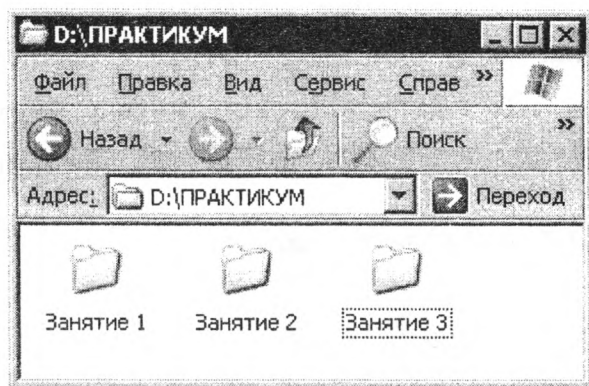 D:\ПРАКТИКУМ
Файл Правка Вид Сервис Справ »
Назад Поиск »
Адрес: D:\ПРАКТИКУМ Переход
Занятие 1 Занятие 2 Занятие 3